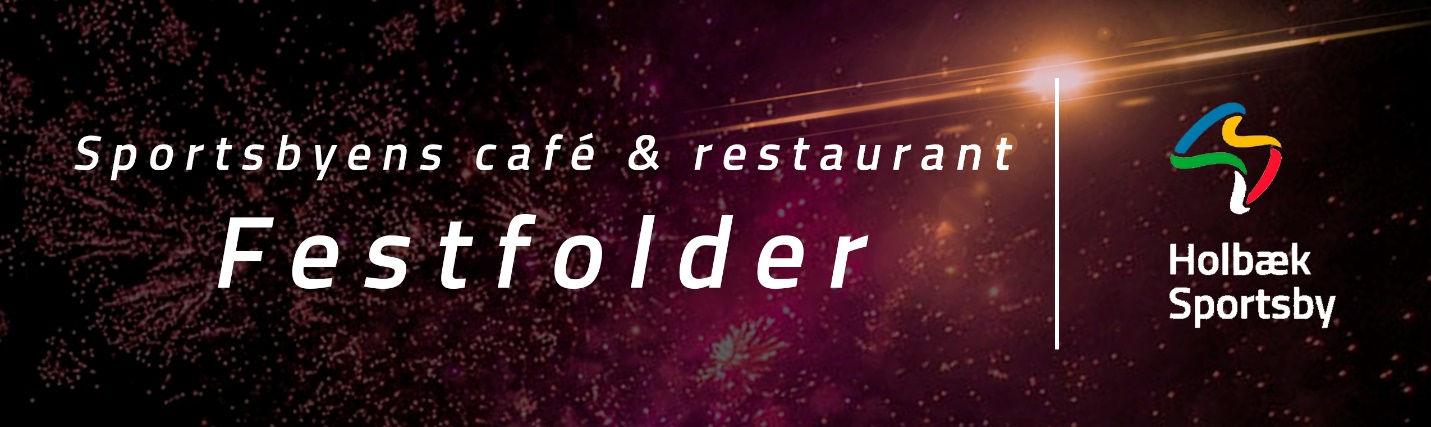 Sportsbyens café & restaurant
Festfolder
Holbæk
Sportsby